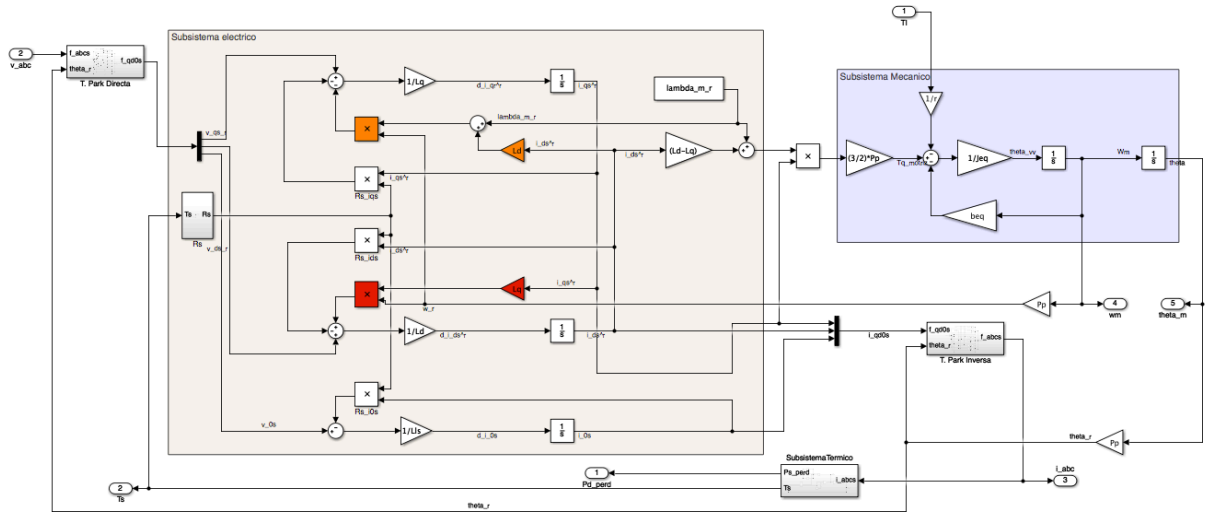 1
Tl
Subsistema electrico
2
v_abc
f_abcs
theta_r
f_qd0s
T. Park Directa
1/Lq
d_i_qr^r
1/s
i_qs^r
lambda_m_r
Subsistema Mecanico
1/r
v_qs_r
×
lambda_m_r
Ld
i_ds^r
i_ds^r
(Ld-Lq)
×
(3/2)*Pp
1/Jeq
theta_vv
1/s
Wm
1/s
theta
×
i_qs^r
Rs_iqs
beq
Ts
Rs
Rs
v_ds_r
×
i_ds^r
Rs_ids
×
Lq
i_qs^r
w_r
Pp
4
wm
5
theta_m
1/Ld
d_i_ds^r
1/s
i_ds^r
i_qd0s
f_qd0s
theta_r
f_abcs
T. Park Inversa
×
Rs_i0s
v_0s
1/Lls
d_i_0s
1/s
i_0s
theta_r
Pp
SubsistemaTermico
1
Pd_perd
Ps_perd
Ts
i_abcs
i_abc
3
2
Ts
theta_r